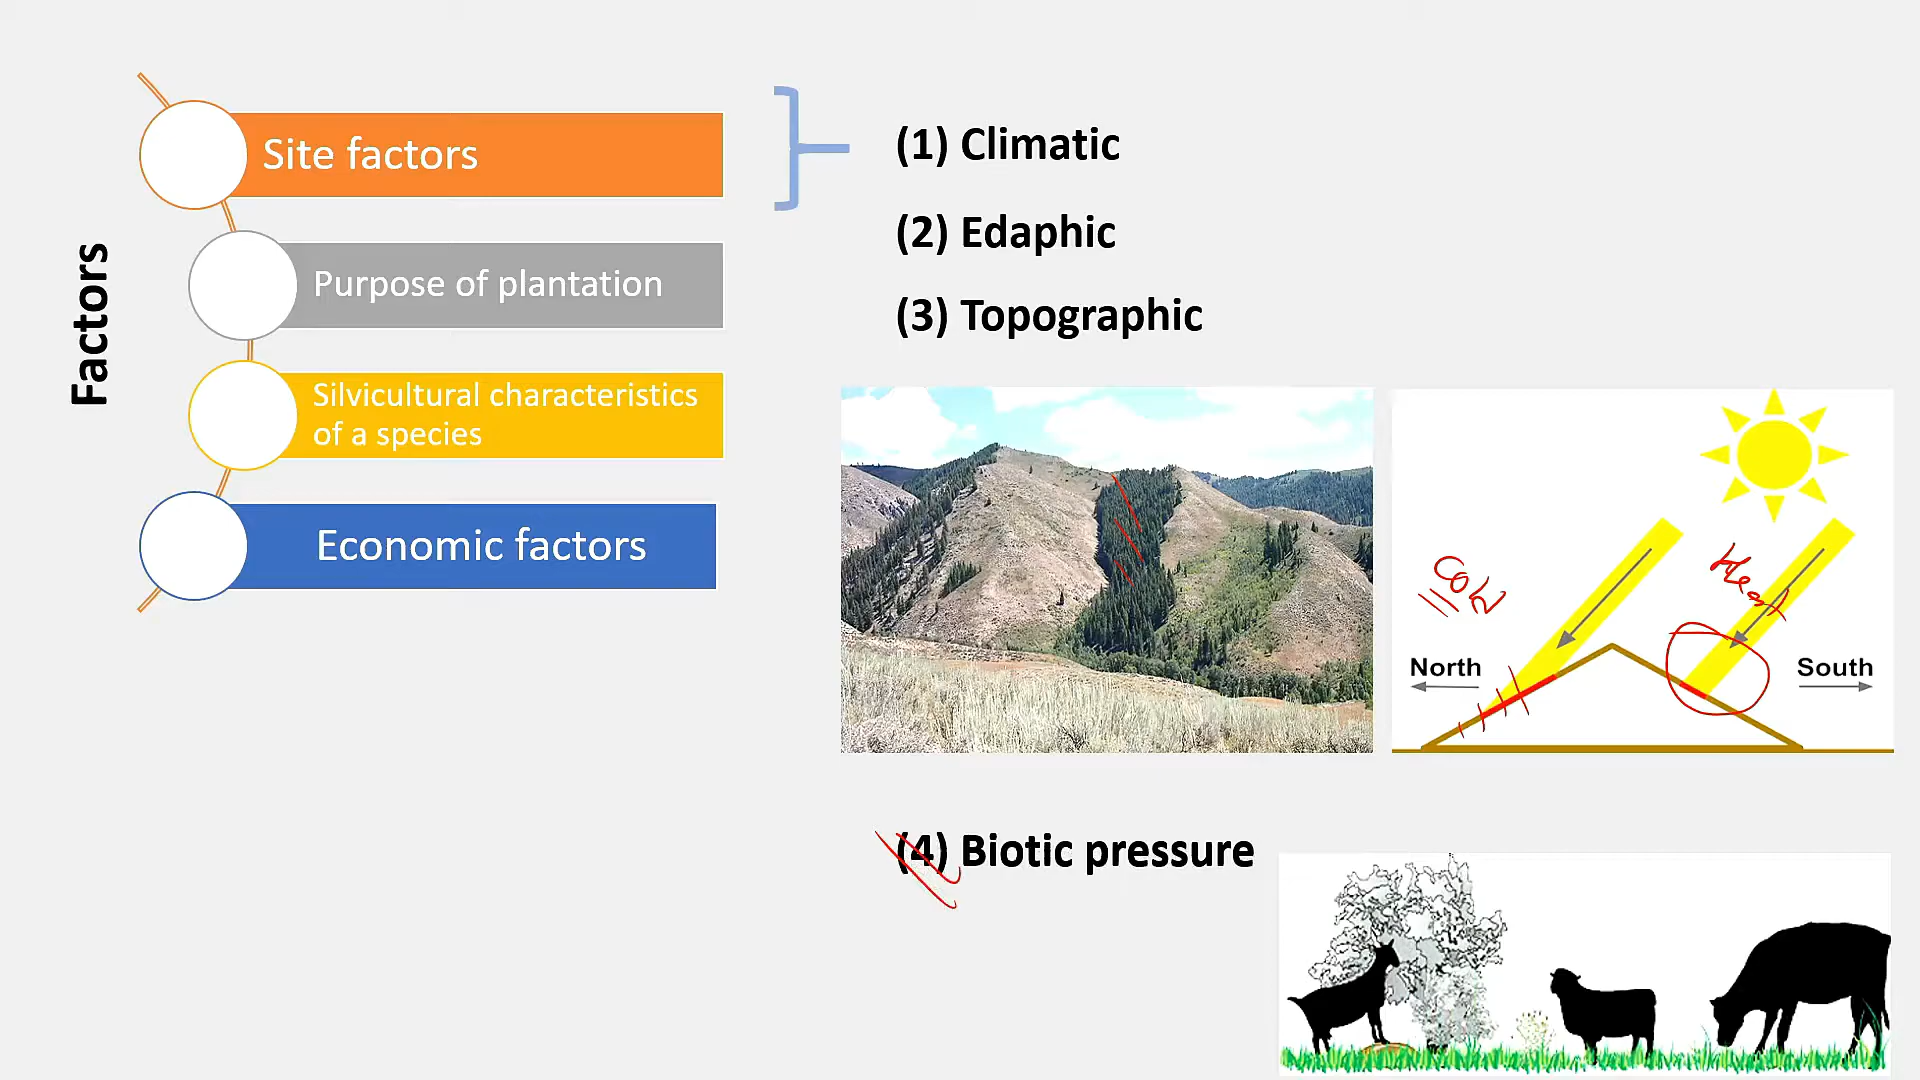 Factors
Site factors
Purpose of plantation
Silvicultural characteristics
of a species
Economic factors
(1) Climatic
(2) Edaphic
(3) Topographic
Cold
Heat
North
South
(4) Biotic pressure